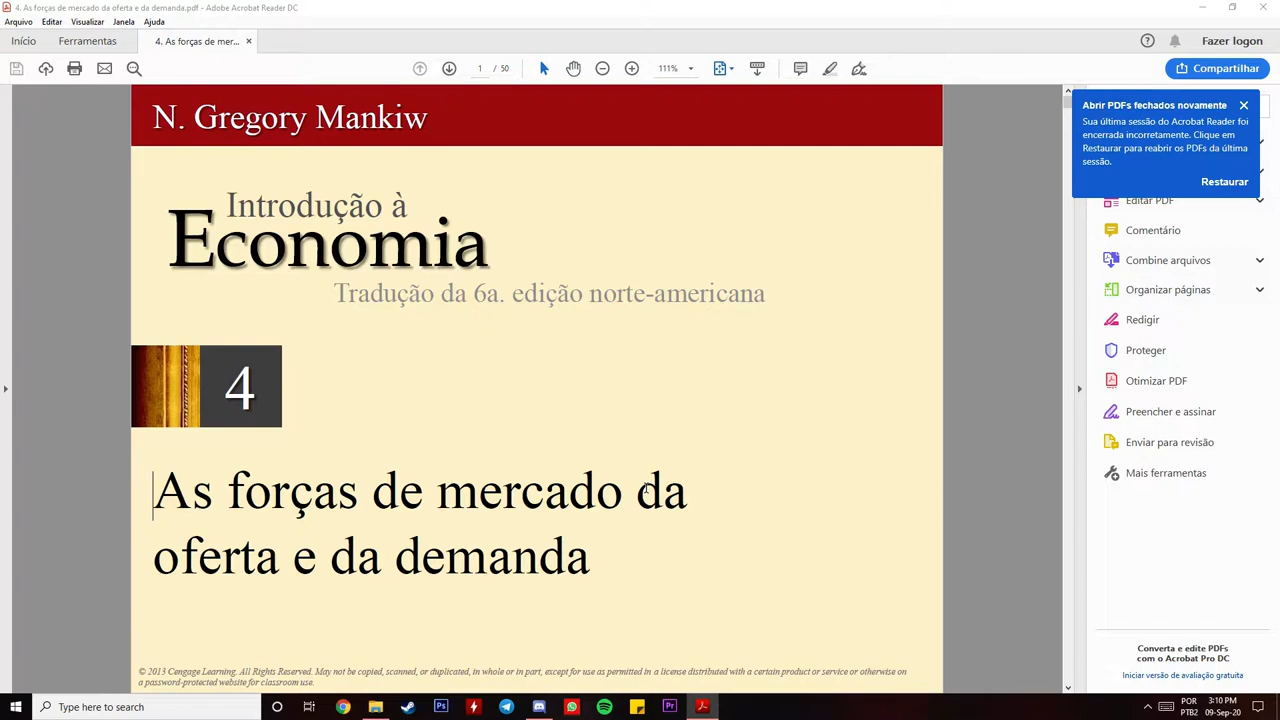 4. As forças de mercado da oferta e da demanda.pdf - Adobe Acrobat Reader DC
Arquivo Editar Visualizar Janela Ajuda
Início Ferramentas 4. As forças de mer... × Fazer logon
1 / 50 111% Compartilhar
N. Gregory Mankiw
Introdução à
Economia
Tradução da 6a. edição norte-americana
4
As forças de mercado da
oferta e da demanda
© 2013 Cengage Learning. All Rights Reserved. May not be copied, scanned, or duplicated, in whole or in part, except for use as permitted in a license distributed with a certain product or service or otherwise on
a password-protected website for classroom use.
Abrir PDFs fechados novamente
Sua última sessão do Acrobat Reader foi
encerrada incorretamente. Clique em
Restaurar para reabrir os PDFs da última
sessão.
Restaurar
Editar PDF
Comentário
Combine arquivos
Organizar páginas
Redigir
Proteger
Otimizar PDF
Preencher e assinar
Enviar para revisão
Mais ferramentas
Converta e edite PDFs
com o Acrobat Pro DC
Iniciar versão de avaliação gratuita
Type here to search
Ps Pr
POR
PTB2
3:10 PM
09-Sep-20